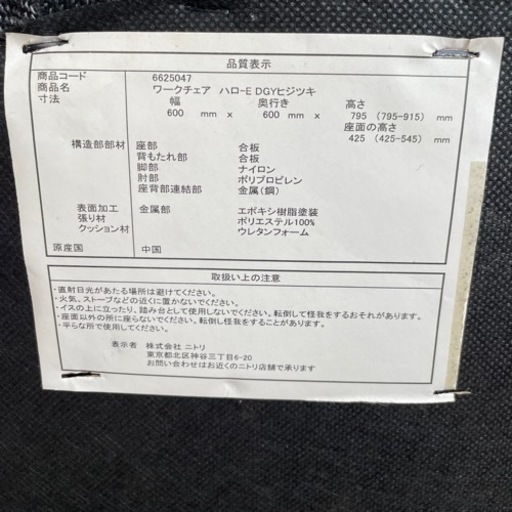 品質表示
商品コード 6625047
商品名 ワークチェア ハロ-E DGYヒジツキ
寸法 幅 奥行き 高さ
600 mm x 600 mm x 795 (795-915) mm
座面の高さ
425 (425-545) mm
構造部部材 座部 合板
背もたれ部 合板
脚部 ナイロン
肘部 ポリプロピレン
座背部連結部 金属(鋼)
表面加工 金属部 エポキシ樹脂塗装
張り材 ポリエステル100%
クッション材 ウレタンフォーム
原産国 中国
取扱い上の注意
・直射日光があたる場所は避けてください。
・火気、ストーブなどの近くに置かないでください。
・イスの上に立ったり、踏み台として使用しないでください。転倒して怪我をするおそれがあります。
・座面以外の所に座らないでください。転倒し怪我をすることがあります。
・平らな所で使用してください。
表示者 株式会社 ニトリ
東京都北区神谷三丁目6-20
お問い合わせはお近くのニトリ店舗で承ります